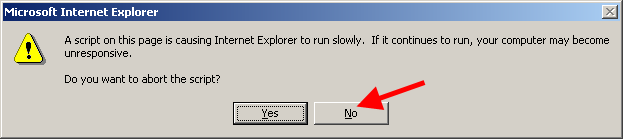 Microsoft Internet Explorer
A script on this page is causing Internet Explorer to run slowly.  If it continues to run, your computer may become
unresponsive.
Do you want to abort the script?
Yes No